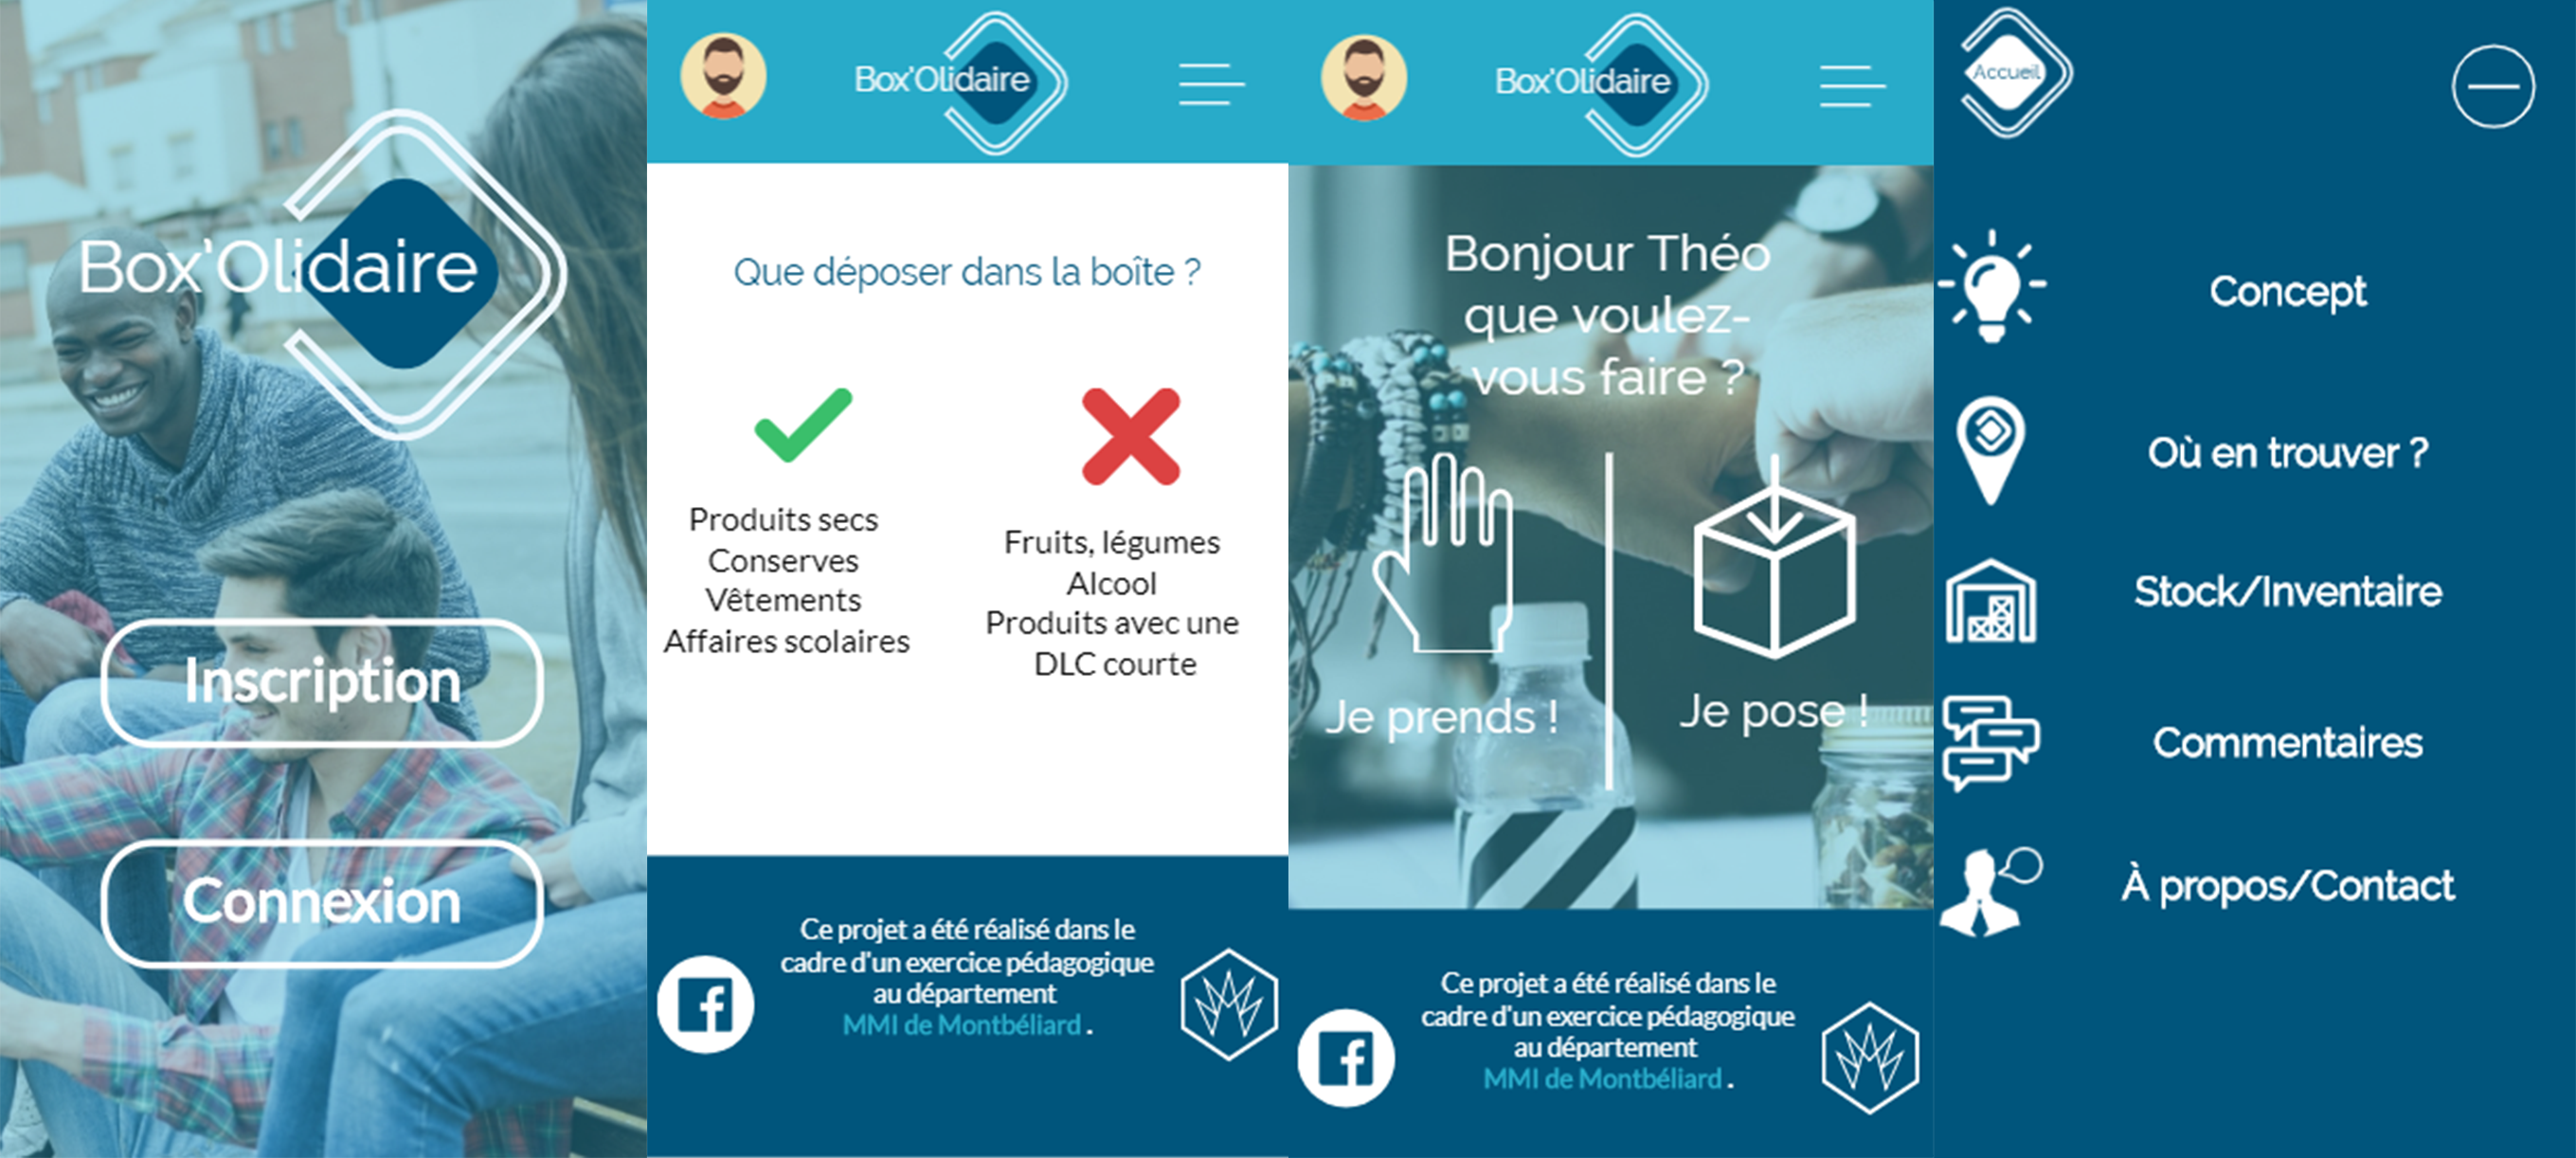 Box'Olidaire
Inscription
Connexion
Box'Olidaire
Que déposer dans la boîte ?
Produits secs
Conserves
Vêtements
Affaires scolaires
Fruits, légumes
Alcool
Produits avec une
DLC courte
Ce projet a été réalisé dans le
cadre d'un exercice pédagogique
au département
MMI de Montbéliard .
Box'Olidaire
Bonjour Théo
que voulez-
vous faire ?
Je prends !
Je pose !
Ce projet a été réalisé dans le
cadre d'un exercice pédagogique
au département
MMI de Montbéliard .
Accueil
Concept
Où en trouver ?
Stock/Inventaire
Commentaires
À propos/Contact